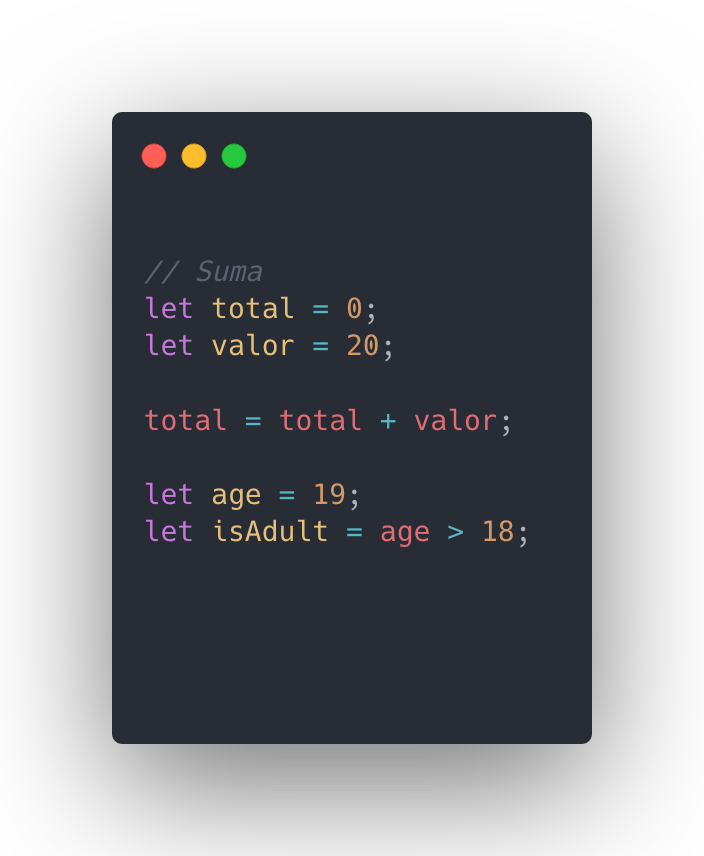 // Suma
let total = 0;
let valor = 20;
total = total + valor;
let age = 19;
let isAdult = age > 18;